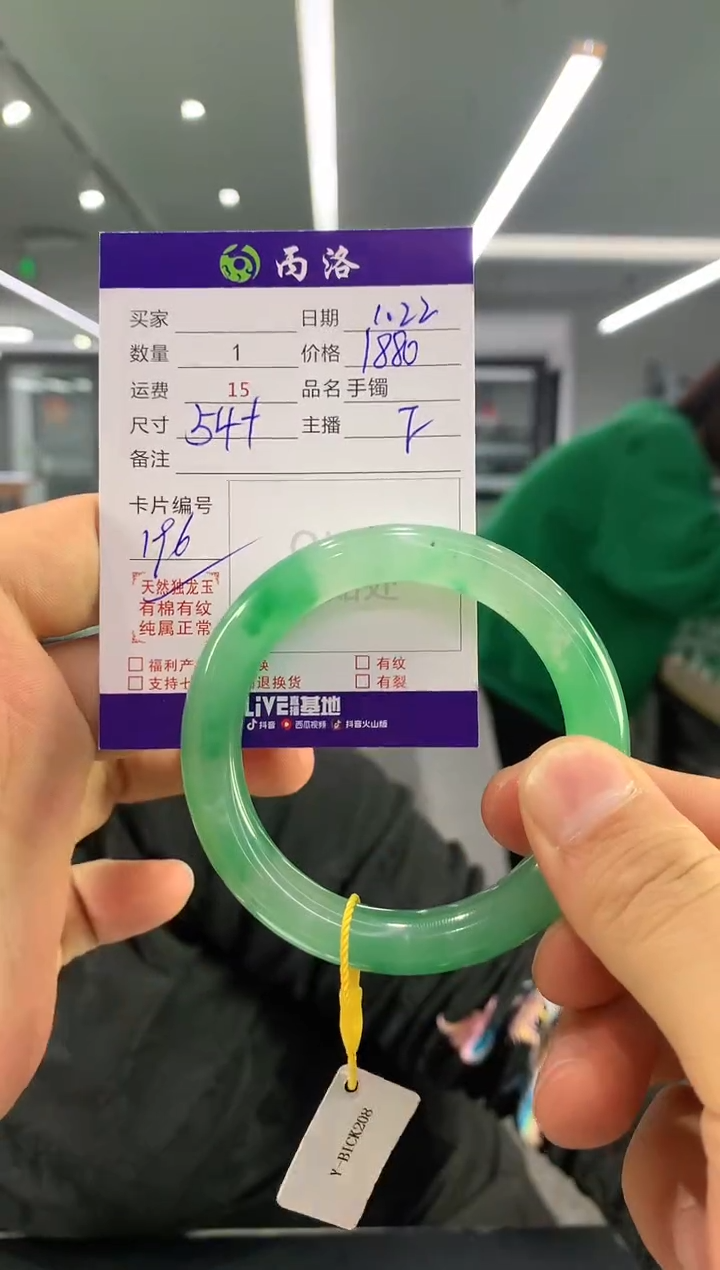 丙洛
买家 日期 1.22
数量 1 价格 1880
运费 15 品名 手镯
尺寸 54+ 主播
备注
卡片编号
196
天然独龙玉
有棉有纹
纯属正常
福利产 换 有纹
支持七 退换货 有裂
LIVE 基地
抖音 西瓜视频 抖音火山版
Y-B1CK208